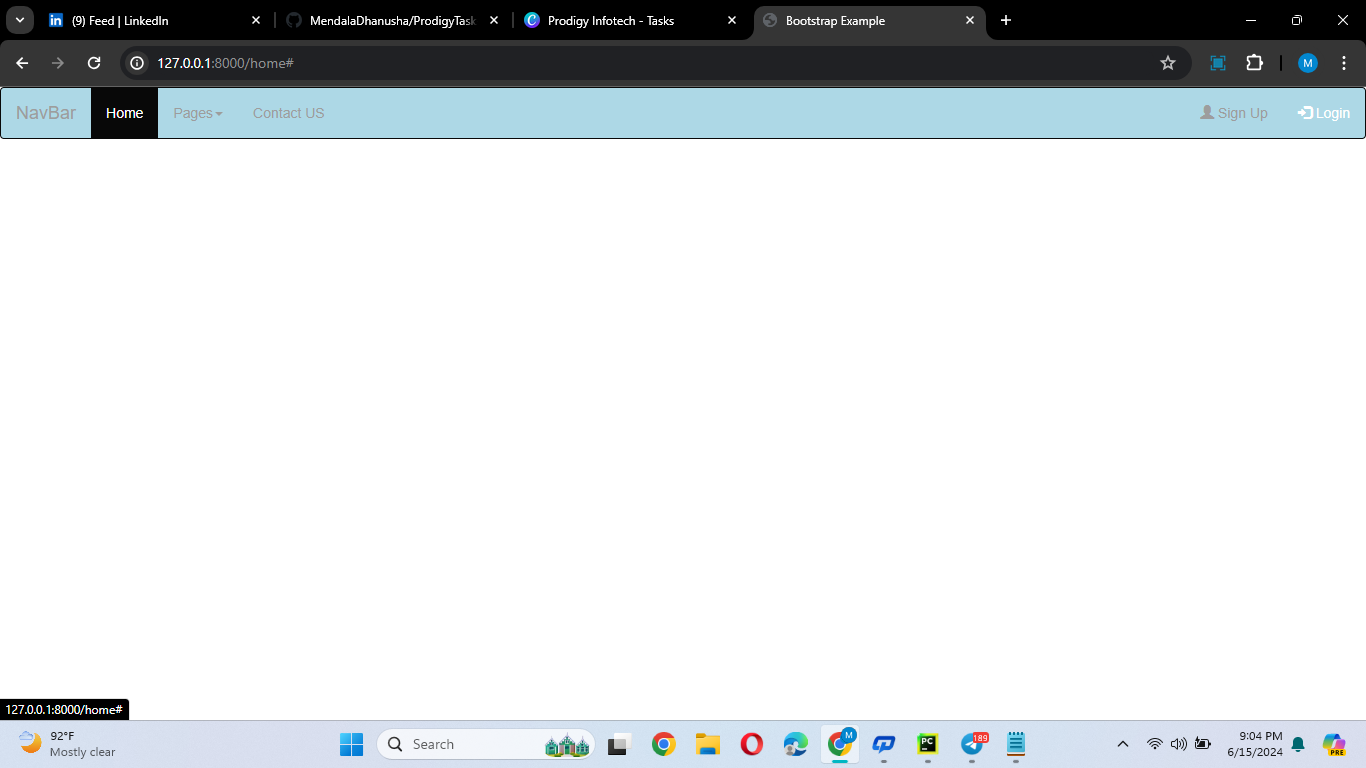 (9) Feed | LinkedIn
MendalaDhanusha/ProdigyTask
Prodigy Infotech - Tasks
Bootstrap Example
127.0.0.1:8000/home#
M
NavBar Home Pages Contact US Sign Up Login
127.0.0.1:8000/home#
92°F
Mostly clear
Search
M
PC
189
9:04 PM
6/15/2024
PRE